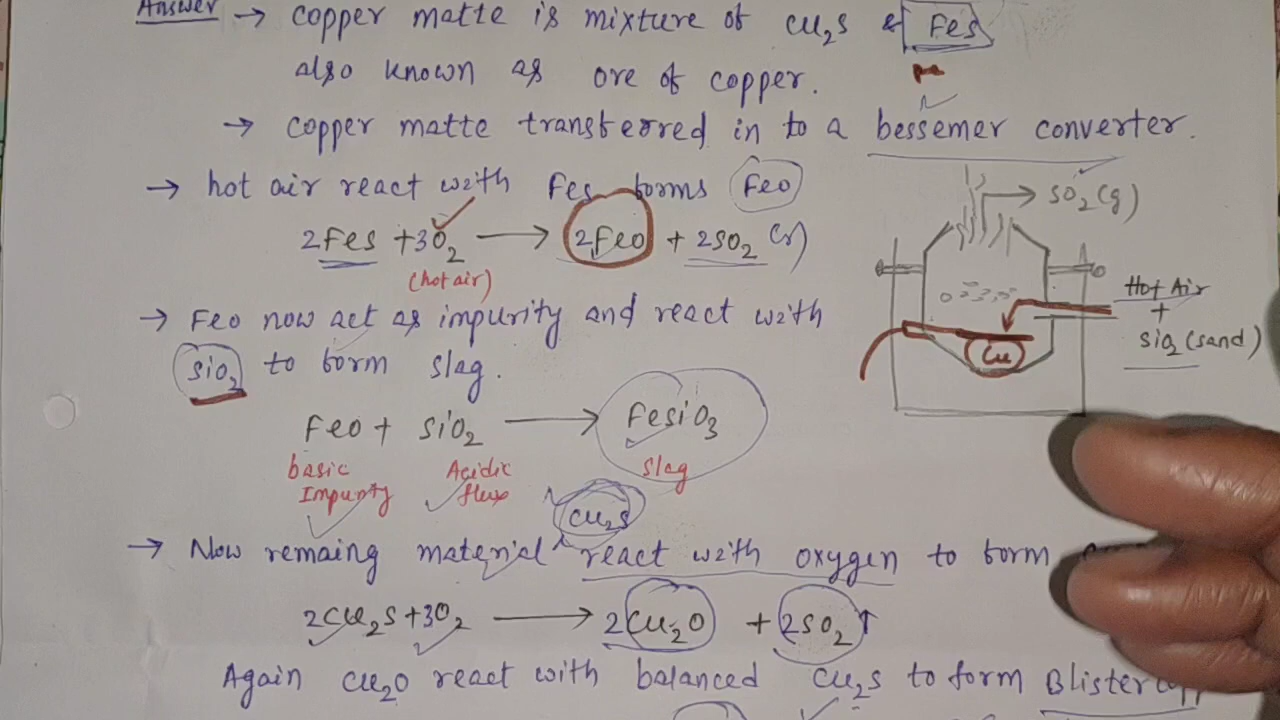 Answer → copper matte is mixture of Cu₂S & FeS
also known as ore of copper.
→ copper matte transferred in to a bessemer converter.
→ hot air react with Fes forms FeO
2FeS + 3O₂ → 2FeO + 2SO₂ (g)
(hot air)
→ FeO now act as impurity and react with
SiO₂ to form slag.
FeO + SiO₂ → FeSiO₃
basic Impurity Acidic flux slag
Cu₂S
→ Now remaing material ^ react with oxygen to form
2Cu₂S + 3O₂ → 2Cu₂O + 2SO₂ ↑
Again Cu₂O react with balanced Cu₂S to form Blister
→ SO₂(g)
Hot Air
+
SiO₂ (sand)
Cu